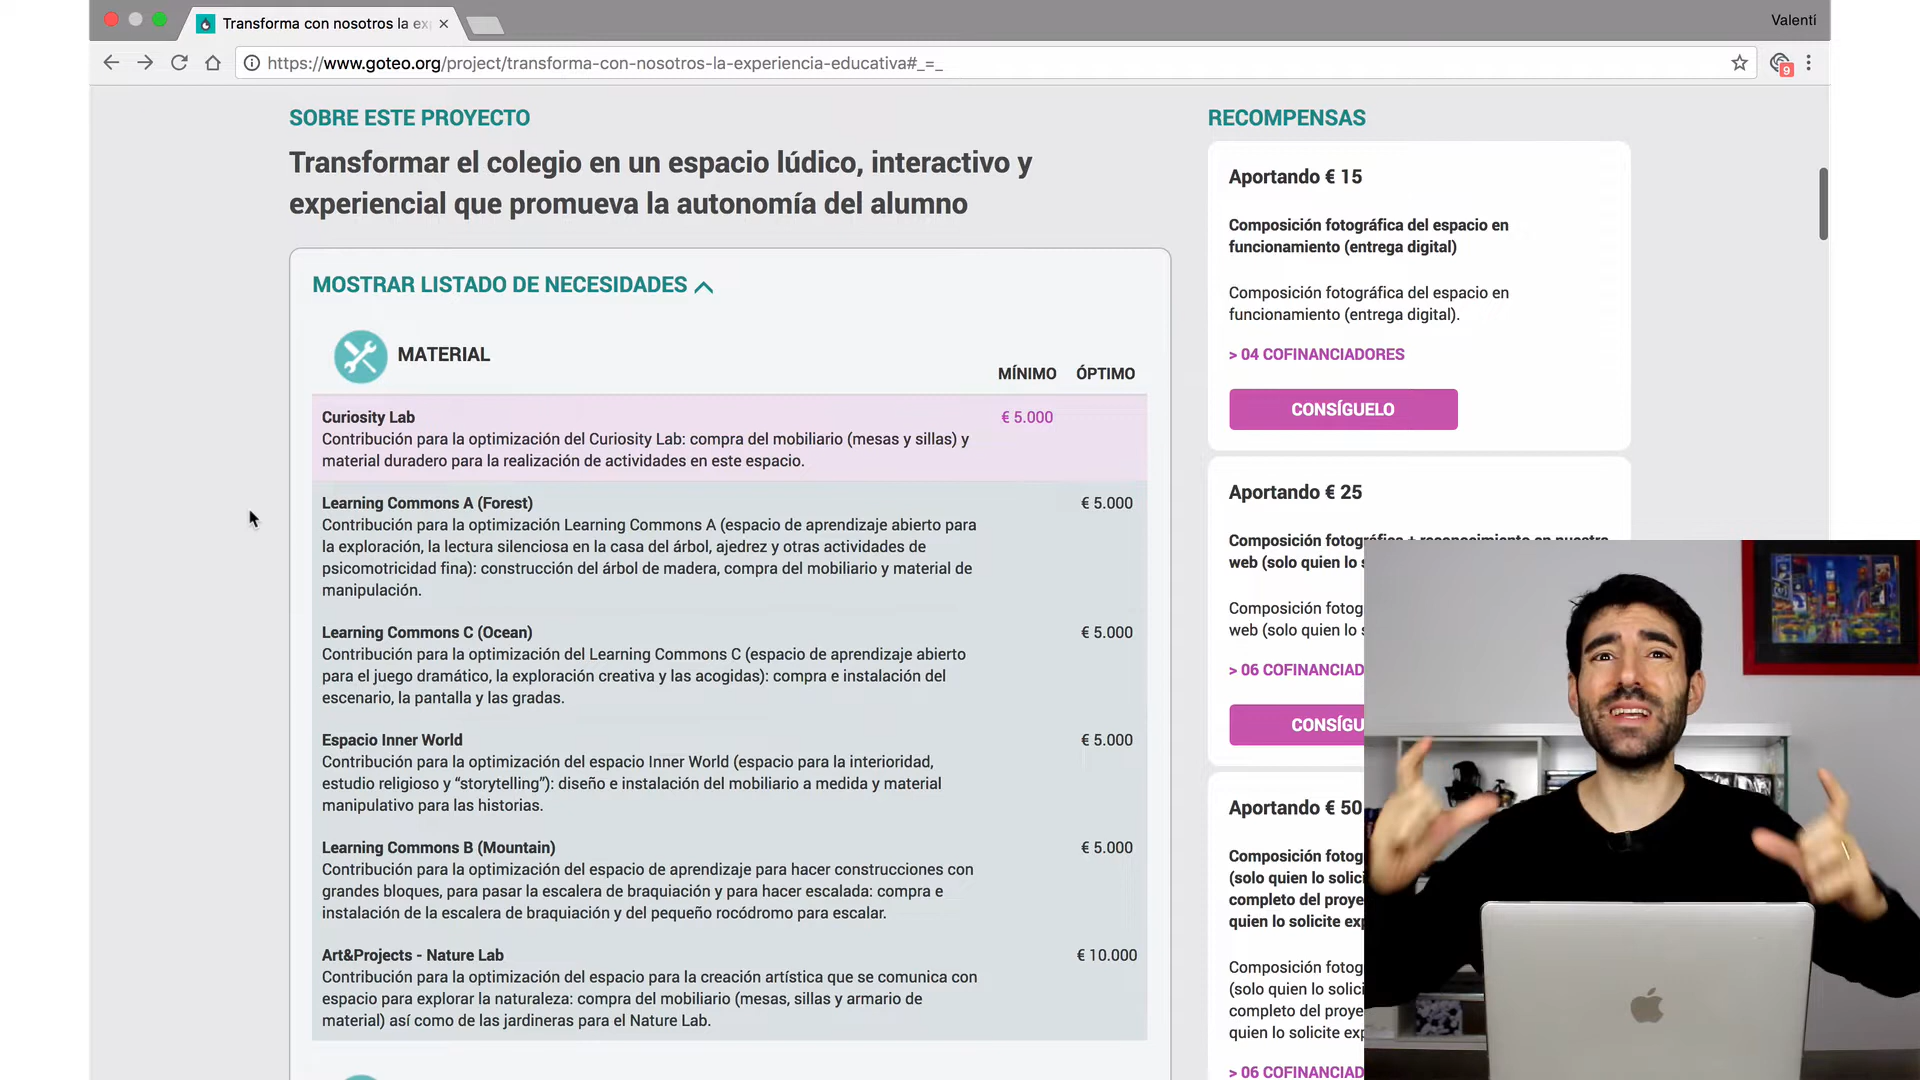 Transforma con nosotros la ex
Valentí
https://www.goteo.org/project/transforma-con-nosotros-la-experiencia-educativa#_=_
9
SOBRE ESTE PROYECTO
Transformar el colegio en un espacio lúdico, interactivo y
experiencial que promueva la autonomía del alumno
MOSTRAR LISTADO DE NECESIDADES
MATERIAL
MÍNIMO ÓPTIMO
Curiosity Lab € 5.000
Contribución para la optimización del Curiosity Lab: compra del mobiliario (mesas y sillas) y
material duradero para la realización de actividades en este espacio.
Learning Commons A (Forest) € 5.000
Contribución para la optimización Learning Commons A (espacio de aprendizaje abierto para
la exploración, la lectura silenciosa en la casa del árbol, ajedrez y otras actividades de
psicomotricidad fina): construcción del árbol de madera, compra del mobiliario y material de
manipulación.
Learning Commons C (Ocean) € 5.000
Contribución para la optimización del Learning Commons C (espacio de aprendizaje abierto
para el juego dramático, la exploración creativa y las acogidas): compra e instalación del
escenario, la pantalla y las gradas.
Espacio Inner World € 5.000
Contribución para la optimización del espacio Inner World (espacio para la interioridad,
estudio religioso y “storytelling”): diseño e instalación del mobiliario a medida y material
manipulativo para las historias.
Learning Commons B (Mountain) € 5.000
Contribución para la optimización del espacio de aprendizaje para hacer construcciones con
grandes bloques, para pasar la escalera de braquiación y para hacer escalada: compra e
instalación de la escalera de braquiación y del pequeño rocódromo para escalar.
Art&Projects - Nature Lab € 10.000
Contribución para la optimización del espacio para la creación artística que se comunica con
espacio para explorar la naturaleza: compra del mobiliario (mesas, sillas y armario de
material) así como de las jardineras para el Nature Lab.
RECOMPENSAS
Aportando € 15
Composición fotográfica del espacio en
funcionamiento (entrega digital)
Composición fotográfica del espacio en
funcionamiento (entrega digital).
> 04 COFINANCIADORES
CONSÍGUELO
Aportando € 25
Composición fotográfica + reconocimiento en nuestra
web (solo quien lo s
Composición fotog
web (solo quien lo s
> 06 COFINANCIAD
CONSÍGU
Aportando € 50
Composición fotog
(solo quien lo solici
completo del proye
quien lo solicite exp
Composición fotog
(solo quien lo solici
completo del proye
quien lo solicite exp
> 06 COFINANCIAD